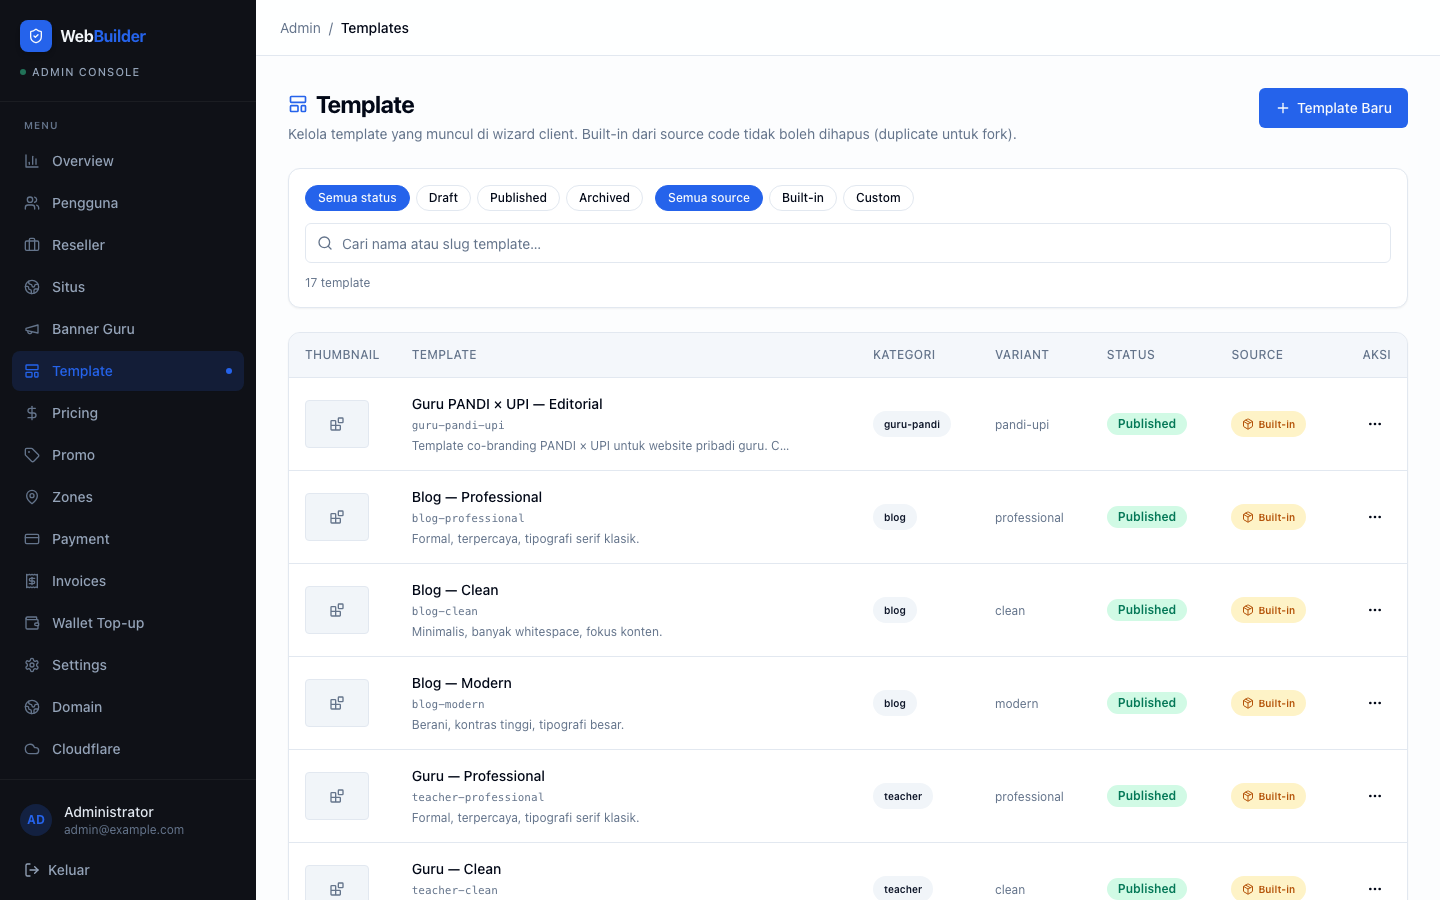 WebBuilder
ADMIN CONSOLE
MENU
Overview
Pengguna
Reseller
Situs
Banner Guru
Template
Pricing
Promo
Zones
Payment
Invoices
Wallet Top-up
Settings
Domain
Cloudflare
AD
Administrator
admin@example.com
Keluar
Admin / Templates
Template
Kelola template yang muncul di wizard client. Built-in dari source code tidak boleh dihapus (duplicate untuk fork).
Template Baru
Semua status Draft Published Archived Semua source Built-in Custom
Cari nama atau slug template...
17 template
THUMBNAIL TEMPLATE KATEGORI VARIANT STATUS SOURCE AKSI
Guru PANDI × UPI — Editorial
guru-pandi-upi
Template co-branding PANDI × UPI untuk website pribadi guru. C...
guru-pandi pandi-upi Published Built-in
Blog — Professional
blog-professional
Formal, terpercaya, tipografi serif klasik.
blog professional Published Built-in
Blog — Clean
blog-clean
Minimalis, banyak whitespace, fokus konten.
blog clean Published Built-in
Blog — Modern
blog-modern
Berani, kontras tinggi, tipografi besar.
blog modern Published Built-in
Guru — Professional
teacher-professional
Formal, terpercaya, tipografi serif klasik.
teacher professional Published Built-in
Guru — Clean
teacher-clean
teacher clean Published Built-in